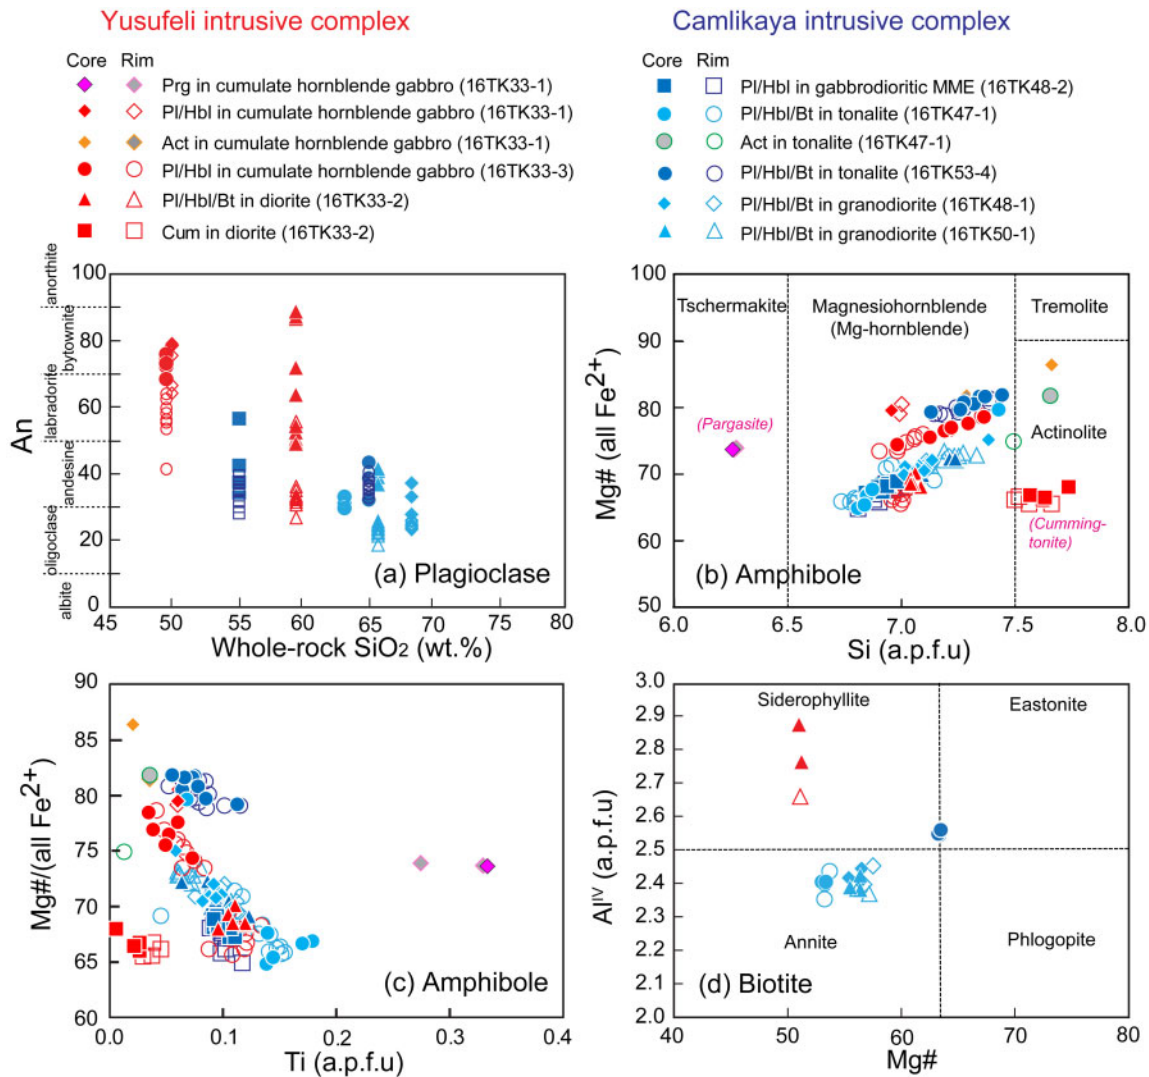 Yusufeli intrusive complex
Camlikaya intrusive complex
Core Rim
Prg in cumulate hornblende gabbro (16TK33-1)
Pl/Hbl in cumulate hornblende gabbro (16TK33-1)
Act in cumulate hornblende gabbro (16TK33-1)
Pl/Hbl in cumulate hornblende gabbro (16TK33-3)
Pl/Hbl/Bt in diorite (16TK33-2)
Cum in diorite (16TK33-2)
Core Rim
Pl/Hbl in gabbrodioritic MME (16TK48-2)
Pl/Hbl/Bt in tonalite (16TK47-1)
Act in tonalite (16TK47-1)
Pl/Hbl/Bt in tonalite (16TK53-4)
Pl/Hbl/Bt in granodiorite (16TK48-1)
Pl/Hbl/Bt in granodiorite (16TK50-1)
An
100
80
60
40
20
0
anorthite
bytownite
labradorite
andesine
oligoclase
albite
(a) Plagioclase
45 50 55 60 65 70 75 80
Whole-rock SiO2 (wt.%)
Mg# (all Fe2+)
100
90
80
70
60
50
Tschermakite
Magnesiohornblende
(Mg-hornblende)
Tremolite
(Pargasite)
Actinolite
(Cumming-
tonite)
(b) Amphibole
6.0 6.5 7.0 7.5 8.0
Si (a.p.f.u)
Mg#/(all Fe2+)
90
85
80
75
70
65
60
(c) Amphibole
0.0 0.1 0.2 0.3 0.4
Ti (a.p.f.u)
AlIV (a.p.f.u)
3.0
2.9
2.8
2.7
2.6
2.5
2.4
2.3
2.2
2.1
2.0
Siderophyllite
Eastonite
Annite
Phlogopite
(d) Biotite
40 50 60 70 80
Mg#